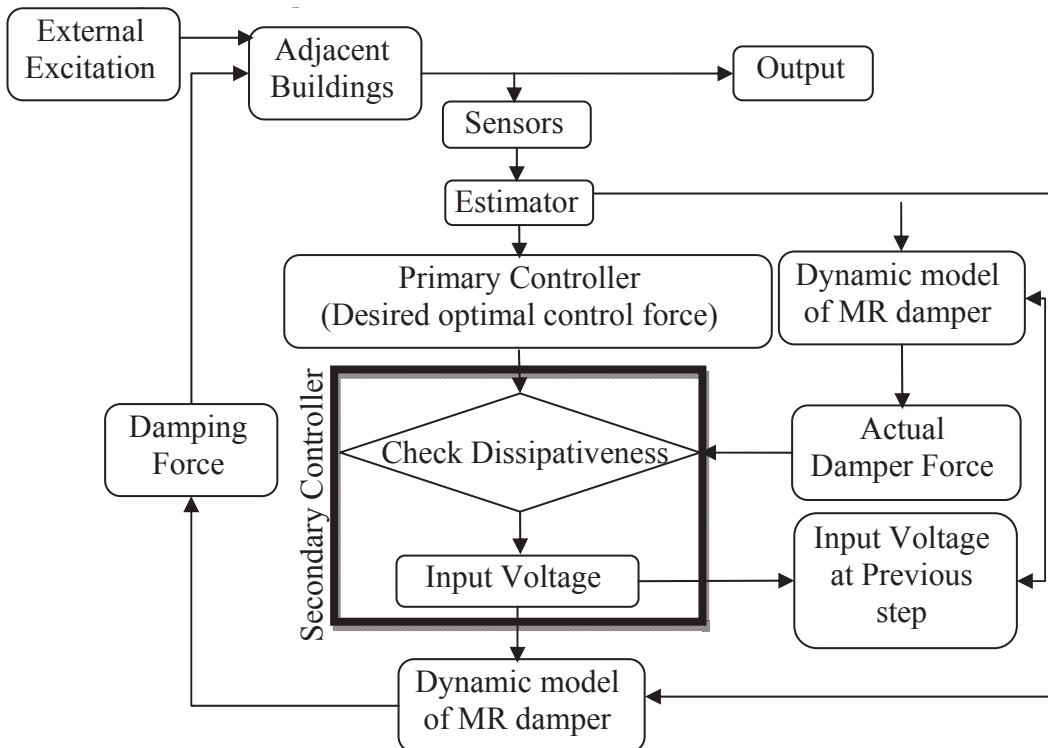 External
Excitation
Adjacent
Buildings
Output
Sensors
Estimator
Primary Controller
(Desired optimal control force)
Dynamic model
of MR damper
Secondary Controller
Check Dissipativeness
Damping
Force
Actual
Damper Force
Input Voltage
Input Voltage
at Previous
step
Dynamic model
of MR damper